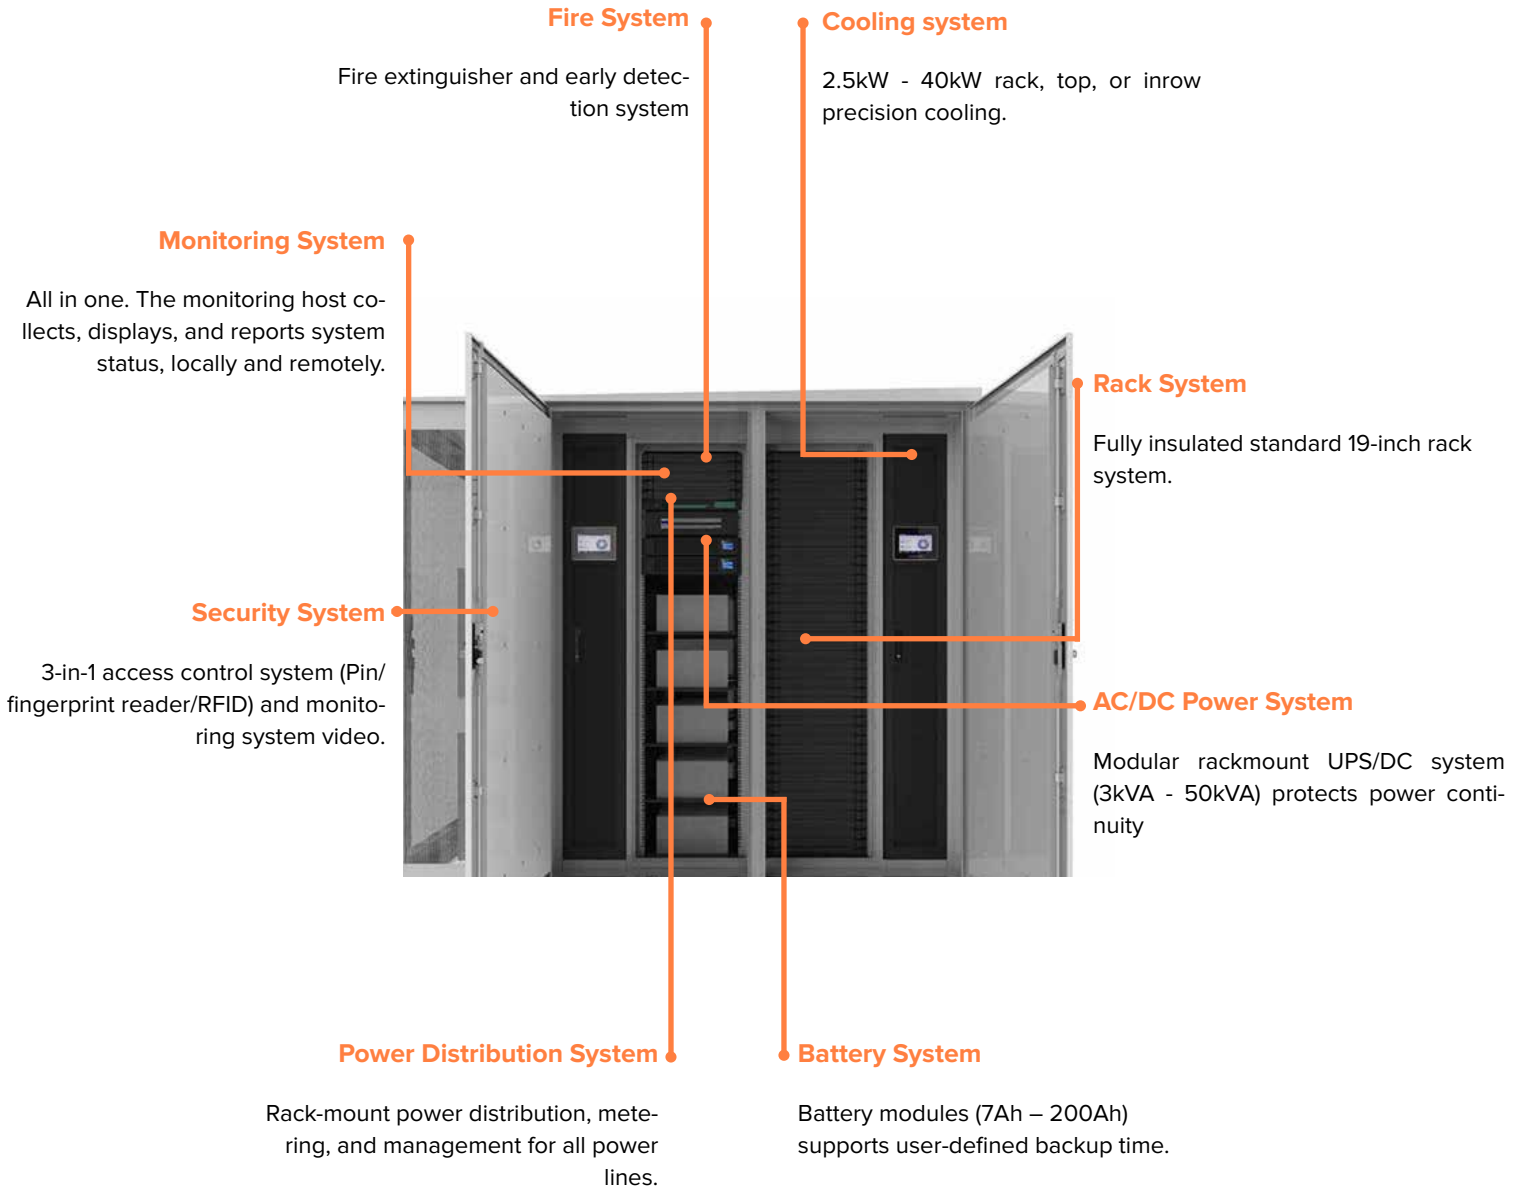 Fire System
Fire extinguisher and early detec-
tion system
Cooling system
2.5kW - 40kW rack, top, or inrow
precision cooling.
Monitoring System
All in one. The monitoring host co-
llects, displays, and reports system
status, locally and remotely.
Rack System
Fully insulated standard 19-inch rack
system.
Security System
3-in-1 access control system (Pin/
fingerprint reader/RFID) and monito-
ring system video.
AC/DC Power System
Modular rackmount UPS/DC system
(3kVA - 50kVA) protects power conti-
nuity
Power Distribution System
Rack-mount power distribution, mete-
ring, and management for all power
lines.
Battery System
Battery modules (7Ah – 200Ah)
supports user-defined backup time.